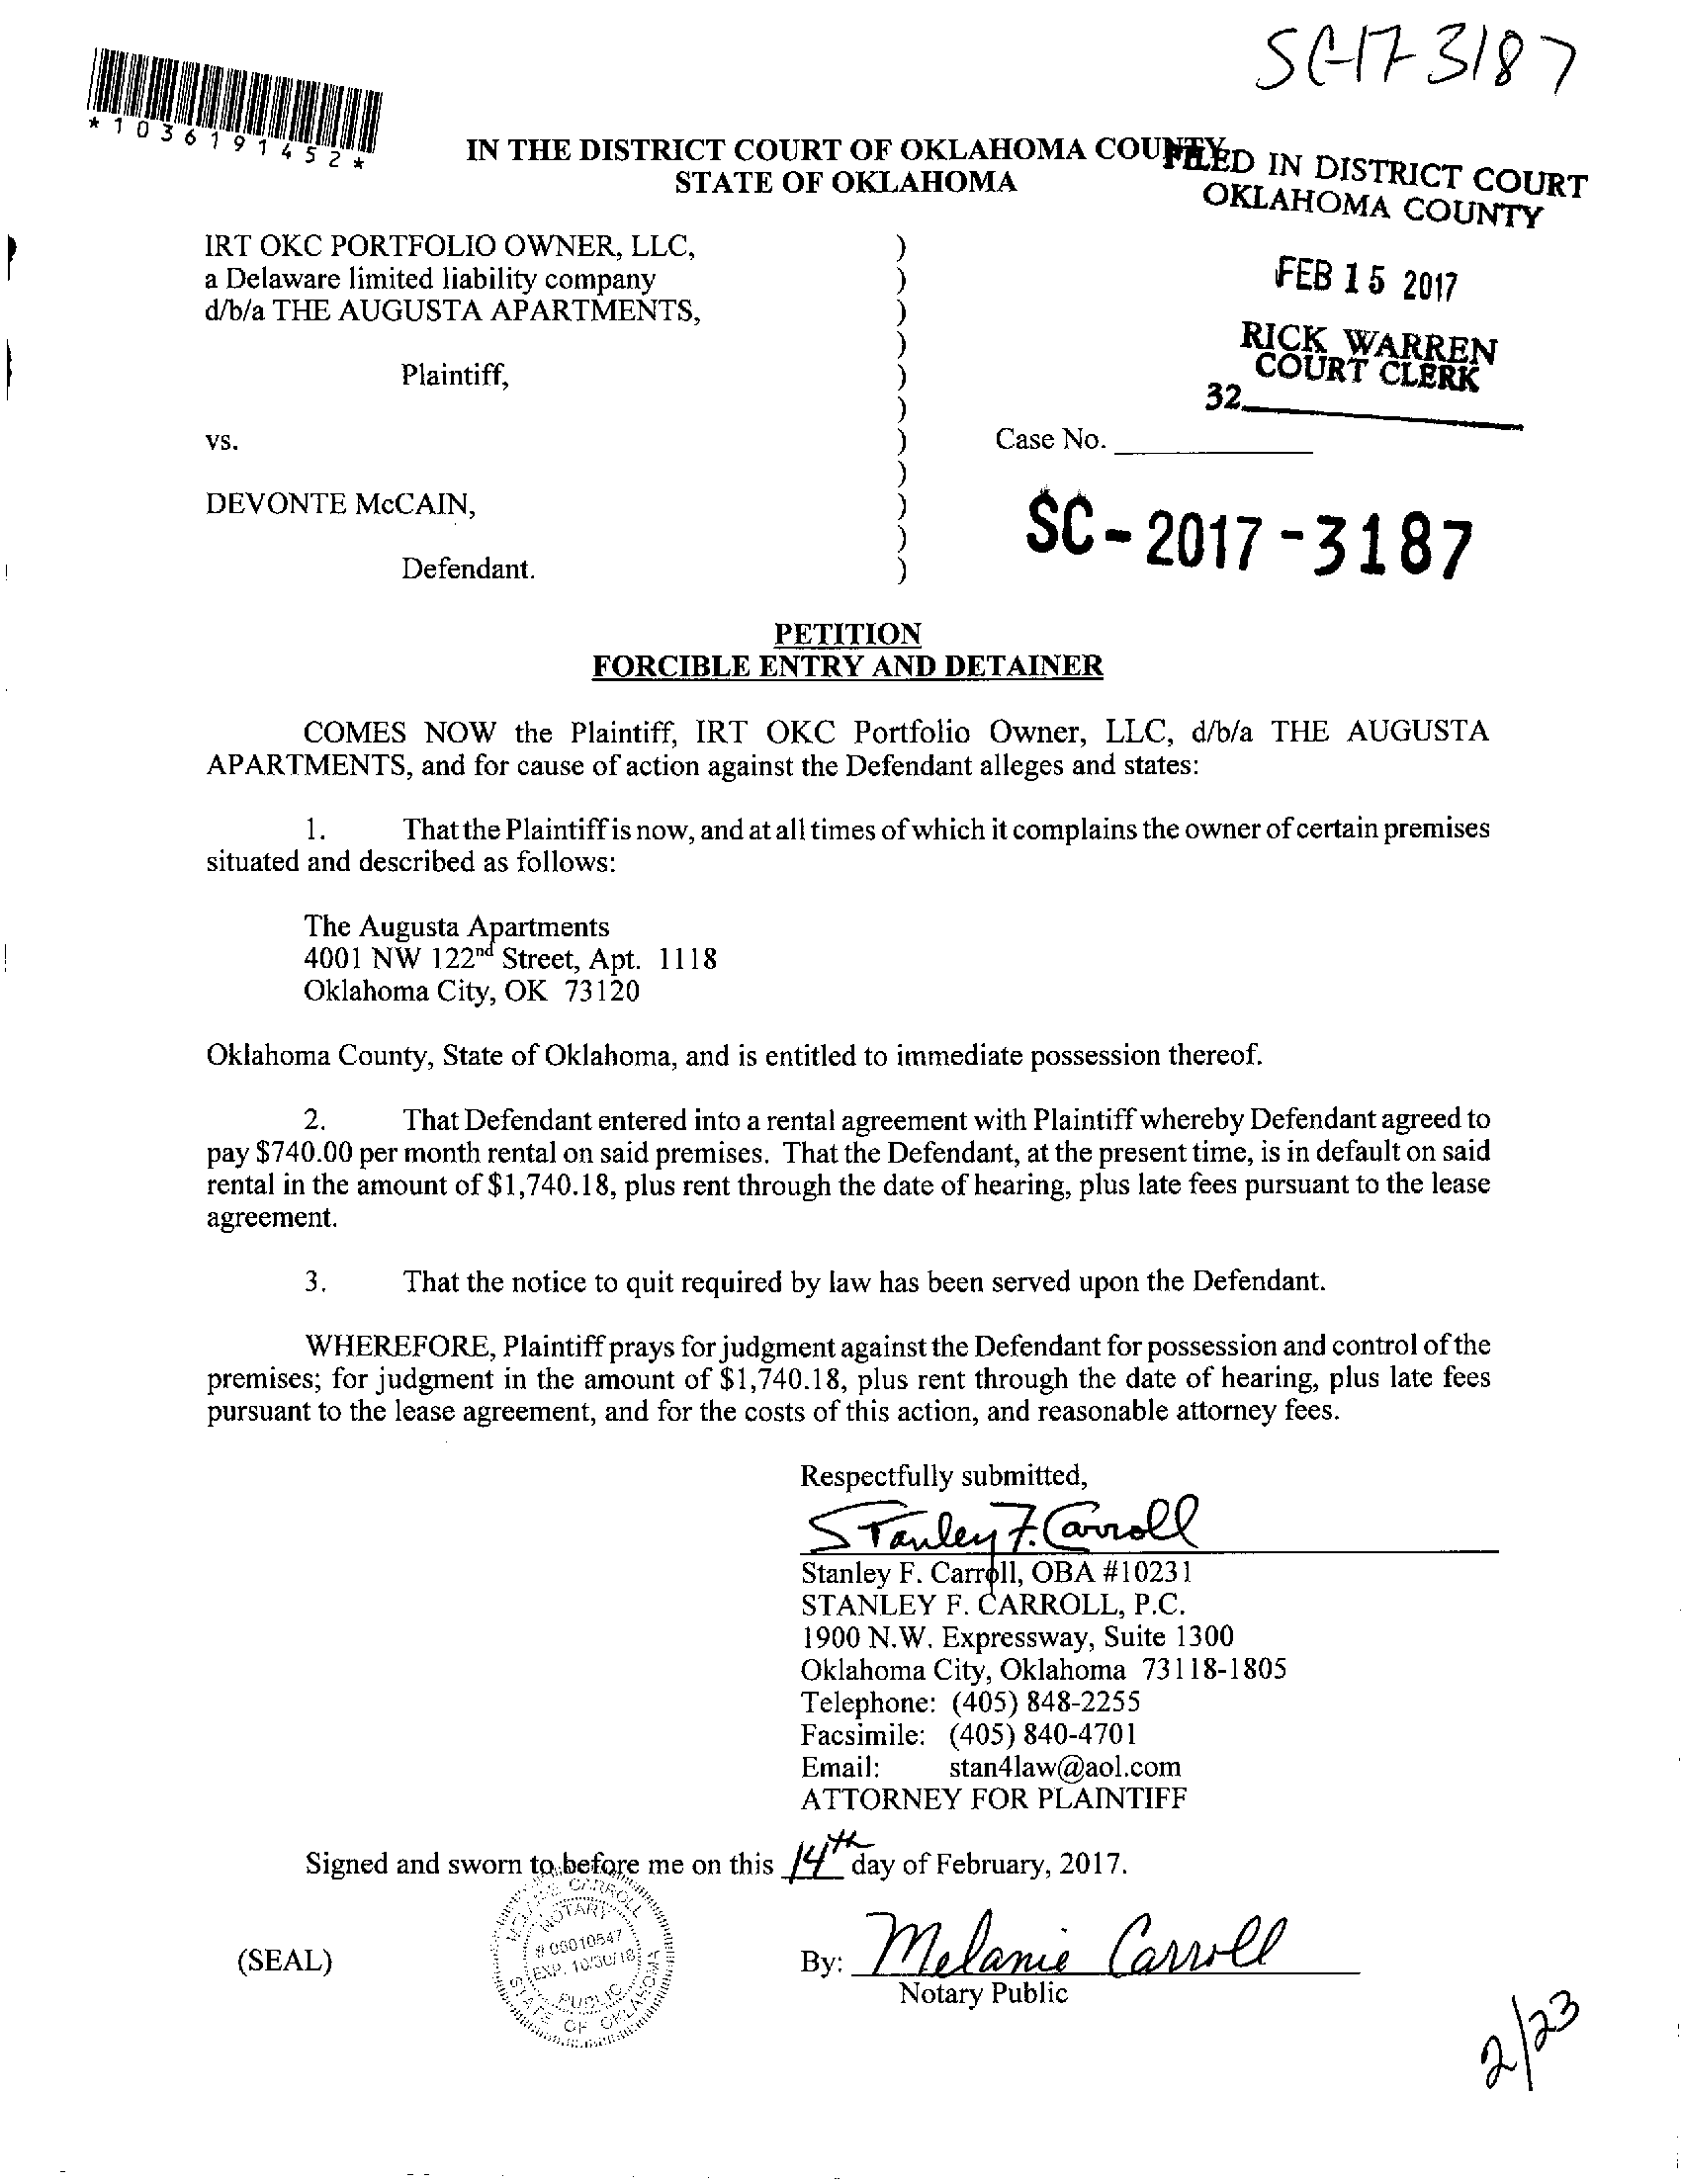 SC-17-3187
*1036191452*
IN THE DISTRICT COURT OF OKLAHOMA COUNTY
STATE OF OKLAHOMA
FILED IN DISTRICT COURT
OKLAHOMA COUNTY
FEB 15 2017
RICK WARREN
COURT CLERK
32
IRT OKC PORTFOLIO OWNER, LLC, )
a Delaware limited liability company )
d/b/a THE AUGUSTA APARTMENTS, )
)
Plaintiff, )
)
vs. ) Case No.
)
DEVONTE McCAIN, )
)
Defendant. )
SC-2017-3187
PETITION
FORCIBLE ENTRY AND DETAINER
COMES NOW the Plaintiff, IRT OKC Portfolio Owner, LLC, d/b/a THE AUGUSTA
APARTMENTS, and for cause of action against the Defendant alleges and states:
1. That the Plaintiff is now, and at all times of which it complains the owner of certain premises
situated and described as follows:
The Augusta Apartments
4001 NW 122nd Street, Apt. 1118
Oklahoma City, OK 73120
Oklahoma County, State of Oklahoma, and is entitled to immediate possession thereof.
2. That Defendant entered into a rental agreement with Plaintiff whereby Defendant agreed to
pay $740.00 per month rental on said premises. That the Defendant, at the present time, is in default on said
rental in the amount of $1,740.18, plus rent through the date of hearing, plus late fees pursuant to the lease
agreement.
3. That the notice to quit required by law has been served upon the Defendant.
WHEREFORE, Plaintiff prays for judgment against the Defendant for possession and control of the
premises; for judgment in the amount of $1,740.18, plus rent through the date of hearing, plus late fees
pursuant to the lease agreement, and for the costs of this action, and reasonable attorney fees.
Respectfully submitted,
Stanley F. Carroll
Stanley F. Carroll, OBA #10231
STANLEY F. CARROLL, P.C.
1900 N.W. Expressway, Suite 1300
Oklahoma City, Oklahoma 73118-1805
Telephone: (405) 848-2255
Facsimile: (405) 840-4701
Email: stan4law@aol.com
ATTORNEY FOR PLAINTIFF
Signed and sworn to before me on this 14th day of February, 2017.
CARROLL
NOTARY
EXP. 10/30/18
PUBLIC
STATE OF OKLAHOMA
(SEAL)
By: Melanie Carroll
Notary Public
2/23